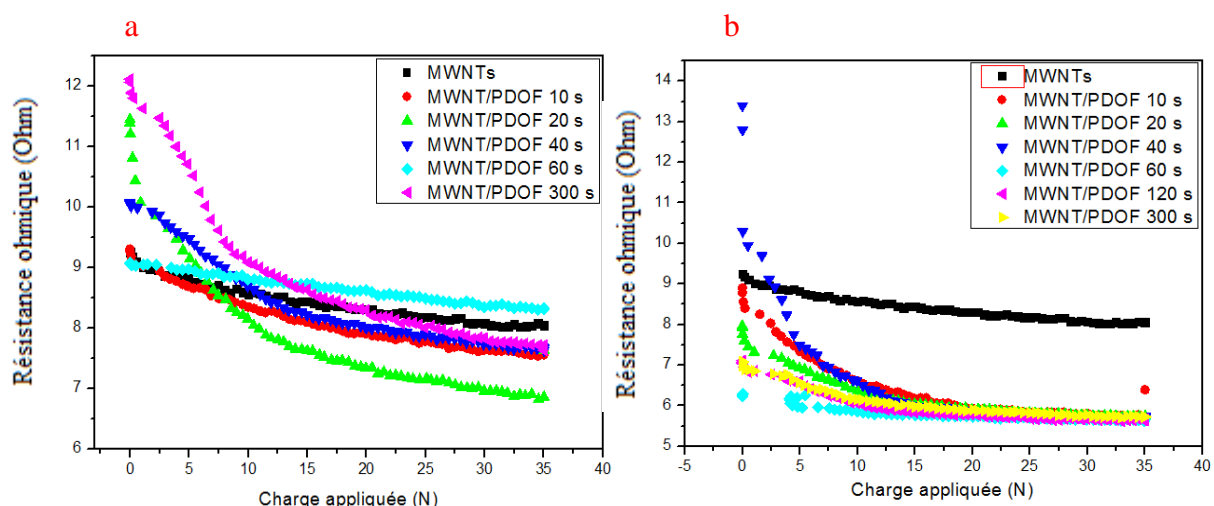 a
12
11
10
9
8
7
6
0
5
10
15
20
25
30
35
40
Résistance ohmique (Ohm)
Charge appliquée (N)
MWNTs
MWNT/PDOF 10 s
MWNT/PDOF 20 s
MWNT/PDOF 40 s
MWNT/PDOF 60 s
MWNT/PDOF 300 s
b
14
13
12
11
10
9
8
7
6
5
-5
0
5
10
15
20
25
30
35
40
Résistance ohmique (Ohm)
Charge appliquée (N)
MWNTs
MWNT/PDOF 10 s
MWNT/PDOF 20 s
MWNT/PDOF 40 s
MWNT/PDOF 60 s
MWNT/PDOF 120 s
MWNT/PDOF 300 s